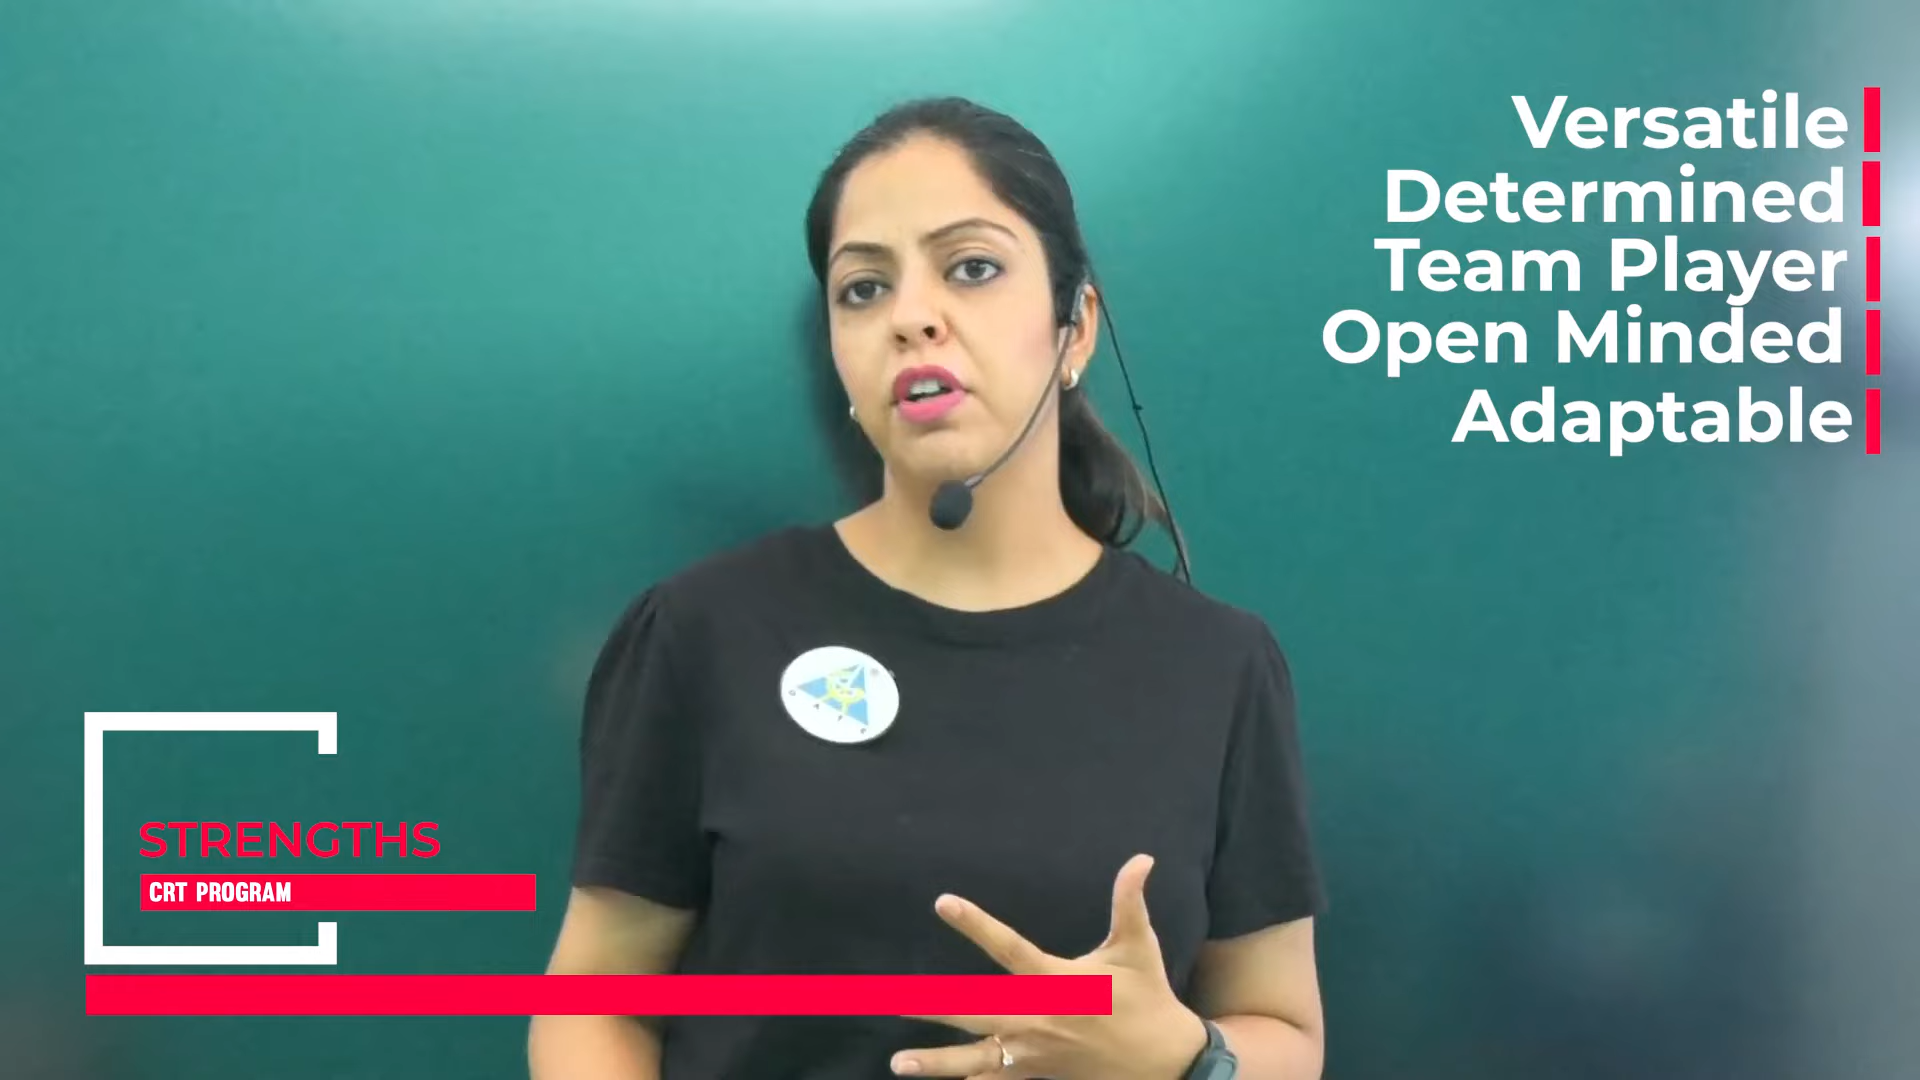 Versatile
Determined
Team Player
Open Minded
Adaptable
STRENGTHS
CRT PROGRAM